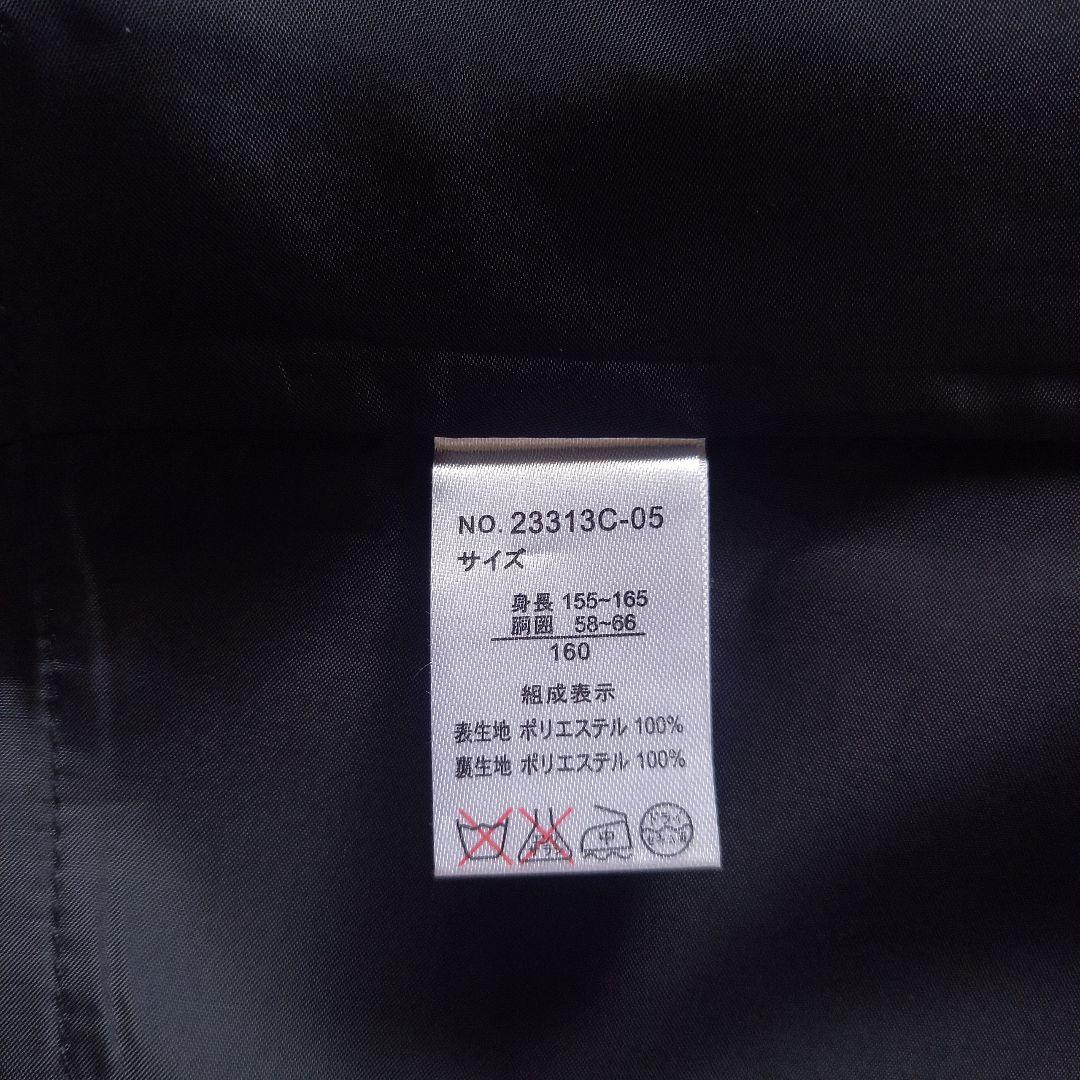 NO. 23313C-05
サイズ
身長 155~165
胴囲 58~66
160
組成表示
表生地 ポリエステル 100%
裏生地 ポリエステル 100%
中